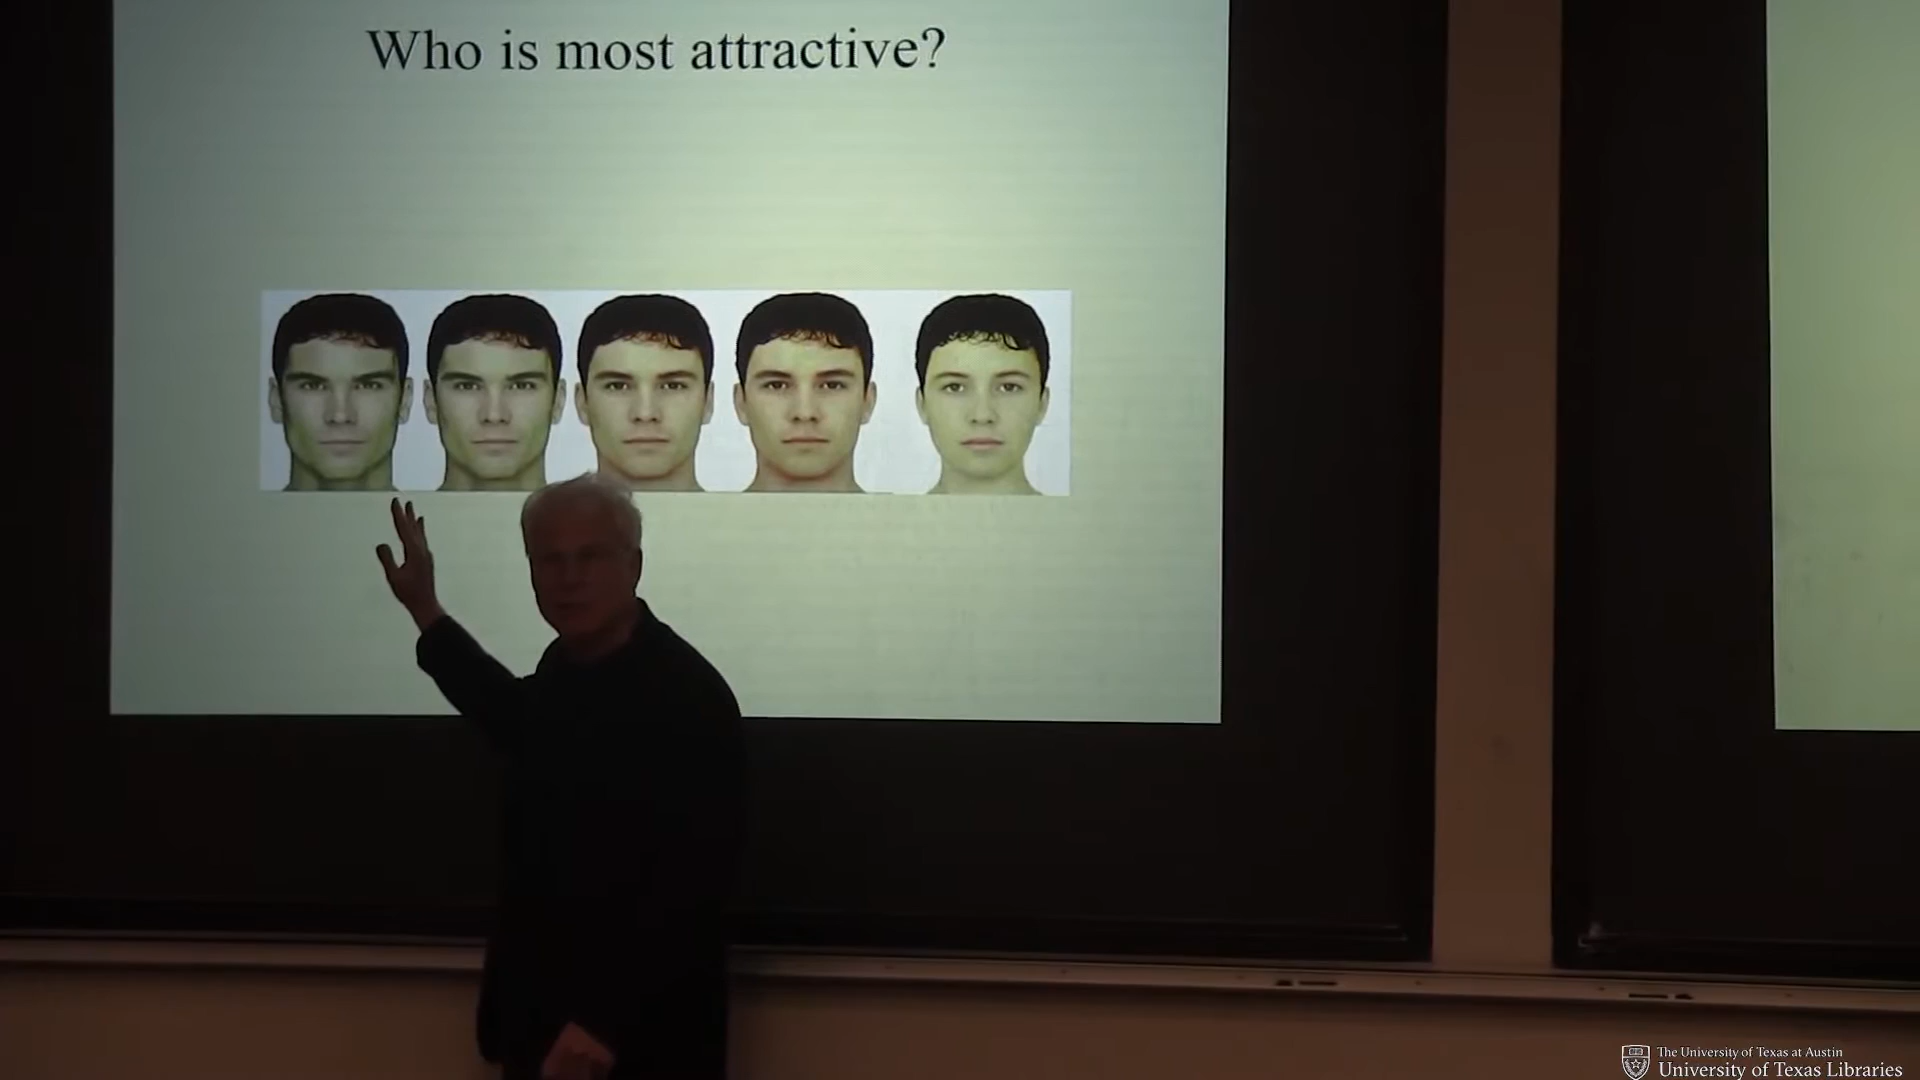 Who is most attractive?
The University of Texas at Austin
University of Texas Libraries